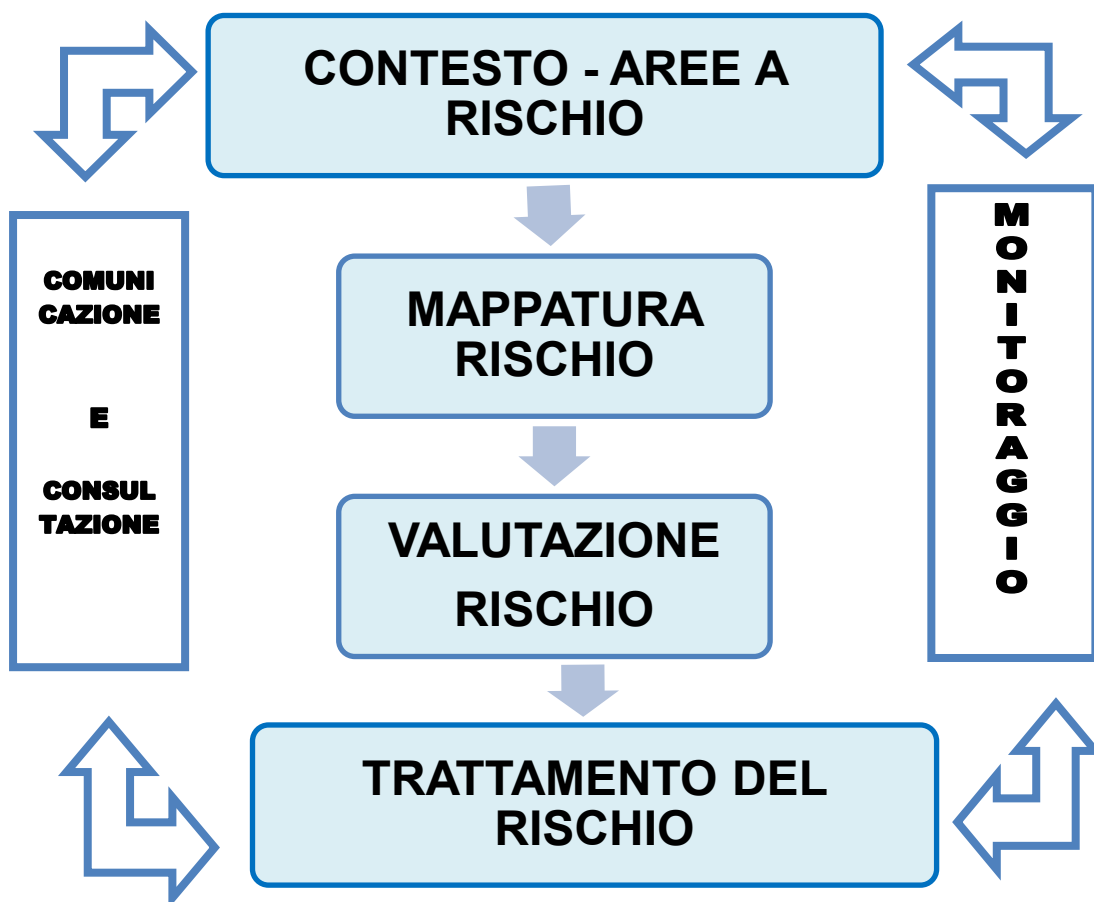 CONTESTO - AREE A
RISCHIO
COMUNI
CAZIONE
E
CONSUL
TAZIONE
MAPPATURA
RISCHIO
VALUTAZIONE
RISCHIO
M
O
N
I
T
O
R
A
G
G
I
O
TRATTAMENTO DEL
RISCHIO